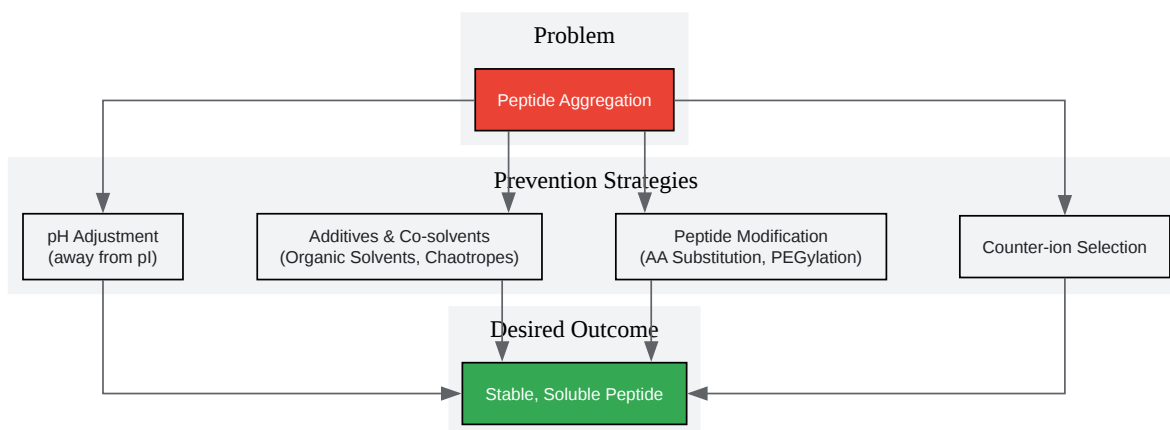 Problem
Peptide Aggregation
Prevention Strategies
pH Adjustment
(away from pI)
Additives & Co-solvents
(Organic Solvents, Chaotropes)
Peptide Modification
(AA Substitution, PEGylation)
Counter-ion Selection
Desired Outcome
Stable, Soluble Peptide